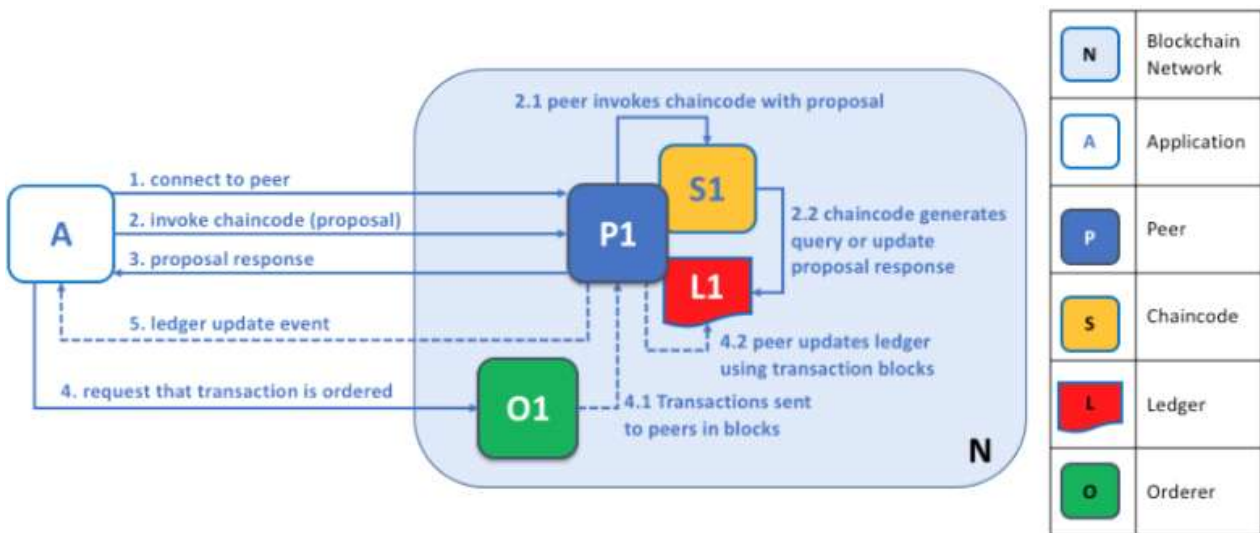 2.1 peer invokes chaincode with proposal
1. connect to peer
S1
A
2. invoke chaincode (proposal)
P1
2.2 chaincode generates
query or update
proposal response
3. proposal response
L1
5. ledger update event
4.2 peer updates ledger
using transaction blocks
4. request that transaction is ordered
O1
4.1 Transactions sent
to peers in blocks
N
N
Blockchain
Network
A
Application
P
Peer
S
Chaincode
L
Ledger
O
Orderer